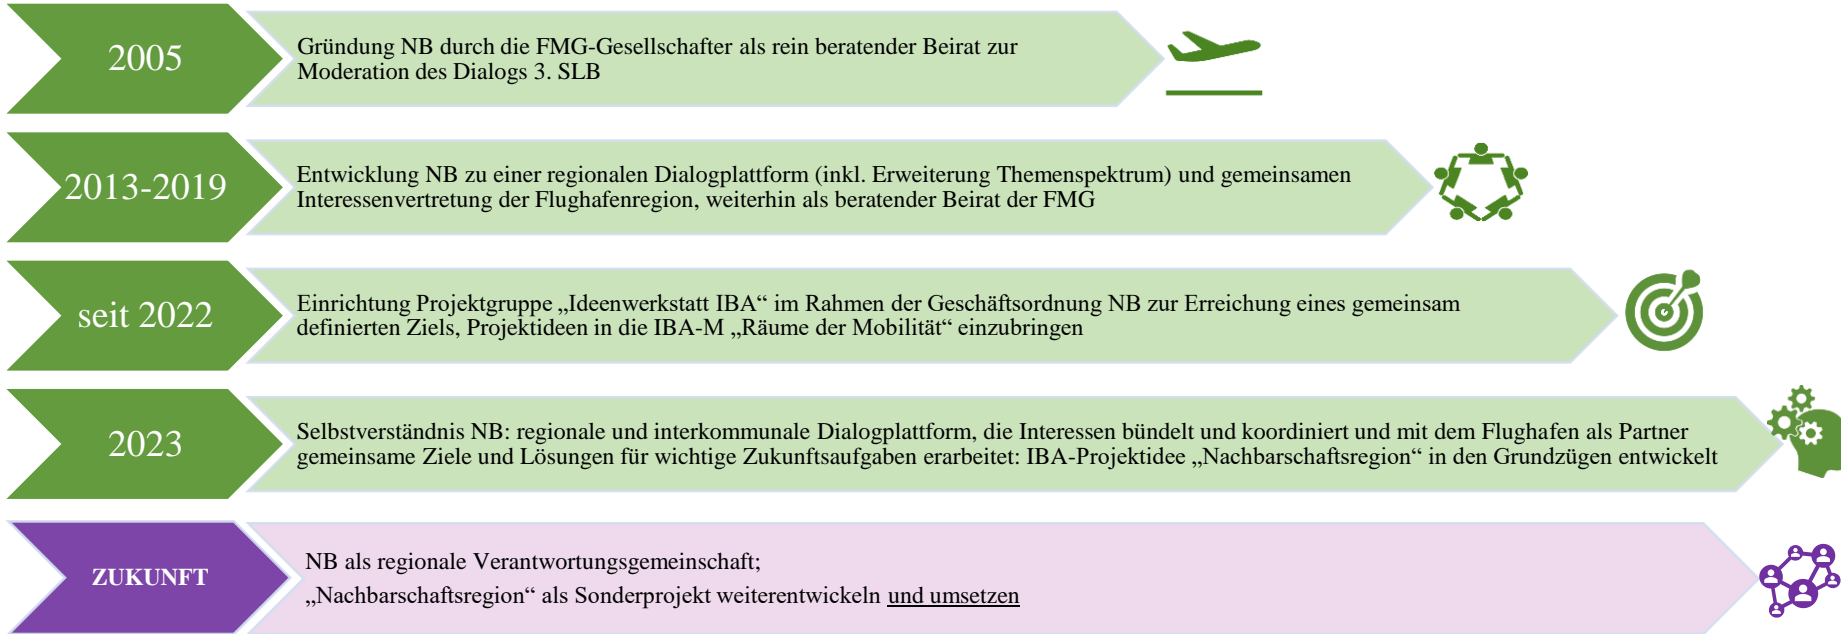 2005
Gründung NB durch die FMG-Gesellschafter als rein beratender Beirat zur
Moderation des Dialogs 3. SLB
2013-2019
Entwicklung NB zu einer regionalen Dialogplattform (inkl. Erweiterung Themenspektrum) und gemeinsamen
Interessenvertretung der Flughafenregion, weiterhin als beratender Beirat der FMG
seit 2022
Einrichtung Projektgruppe „Ideenwerkstatt IBA“ im Rahmen der Geschäftsordnung NB zur Erreichung eines gemeinsam
definierten Ziels, Projektideen in die IBA-M „Räume der Mobilität“ einzubringen
2023
Selbstverständnis NB: regionale und interkommunale Dialogplattform, die Interessen bündelt und koordiniert und mit dem Flughafen als Partner
gemeinsame Ziele und Lösungen für wichtige Zukunftsaufgaben erarbeitet: IBA-Projektidee „Nachbarschaftsregion“ in den Grundzügen entwickelt
ZUKUNFT
NB als regionale Verantwortungsgemeinschaft;
„Nachbarschaftsregion“ als Sonderprojekt weiterentwickeln und umsetzen